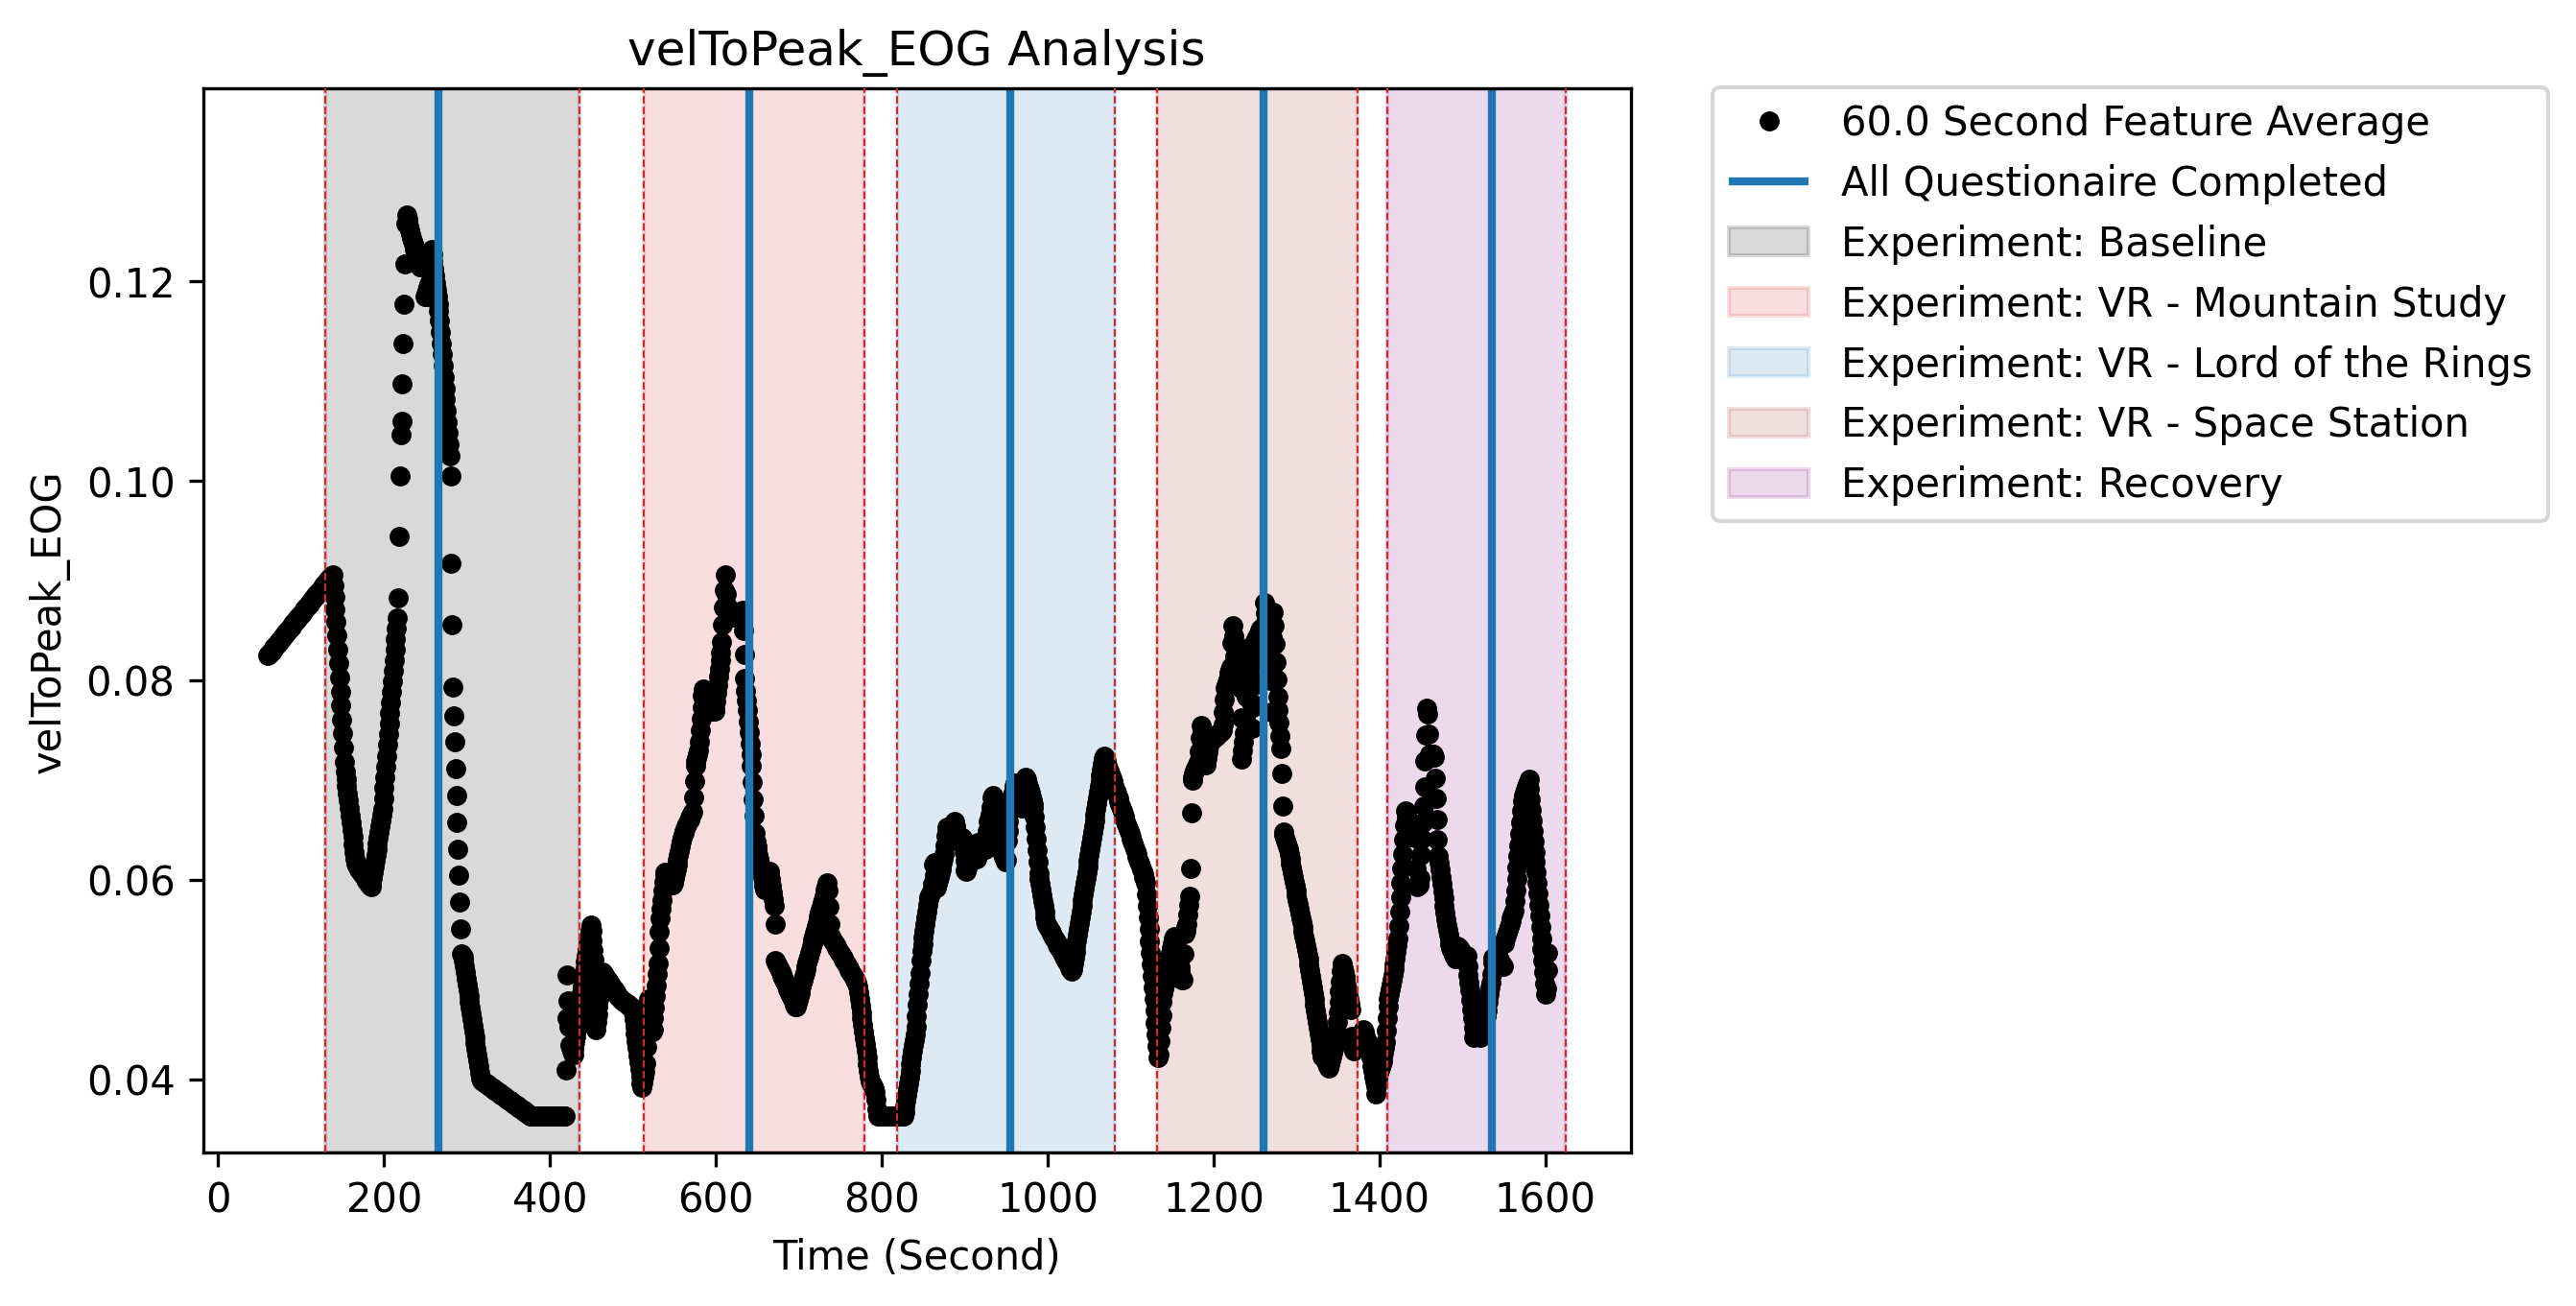 velToPeak_EOG Analysis
velToPeak_EOG
0.12
0.10
0.08
0.06
0.04
0 200 400 600 800 1000 1200 1400 1600
Time (Second)
60.0 Second Feature Average
All Questionaire Completed
Experiment: Baseline
Experiment: VR - Mountain Study
Experiment: VR - Lord of the Rings
Experiment: VR - Space Station
Experiment: Recovery